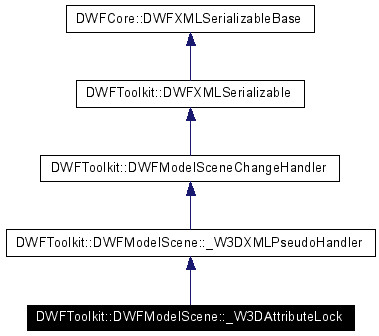 DWFCore::DWFXMLSerializableBase
DWFToolkit::DWFXMLSerializable
DWFToolkit::DWFModelSceneChangeHandler
DWFToolkit::DWFModelScene::_W3DXMLPseudoHandler
DWFToolkit::DWFModelScene::_W3DAttributeLock